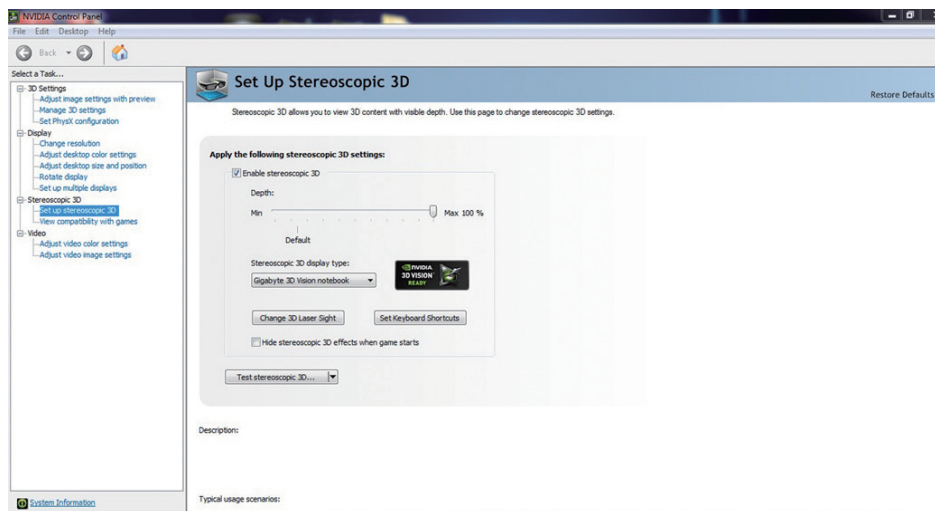 NVIDIA Control Panel
File Edit Desktop Help
Back
Select a Task...
3D Settings
Adjust image settings with preview
Manage 3D settings
Set PhysX configuration
Display
Change resolution
Adjust desktop color settings
Adjust desktop size and position
Rotate display
Set up multiple displays
Stereoscopic 3D
Set up stereoscopic 3D
View compatibility with games
Video
Adjust video color settings
Adjust video image settings
System Information
Set Up Stereoscopic 3D
Restore Defaults
Stereoscopic 3D allows you to view 3D content with visible depth. Use this page to change stereoscopic 3D settings.
Apply the following stereoscopic 3D settings:
Enable stereoscopic 3D
Depth:
Min Max 100 %
Default
Stereoscopic 3D display type:
Gigabyte 3D Vision notebook
NVIDIA
3D VISION
READY
Change 3D Laser Sight Set Keyboard Shortcuts
Hide stereoscopic 3D effects when game starts
Test stereoscopic 3D...
Description:
Typical usage scenarios: